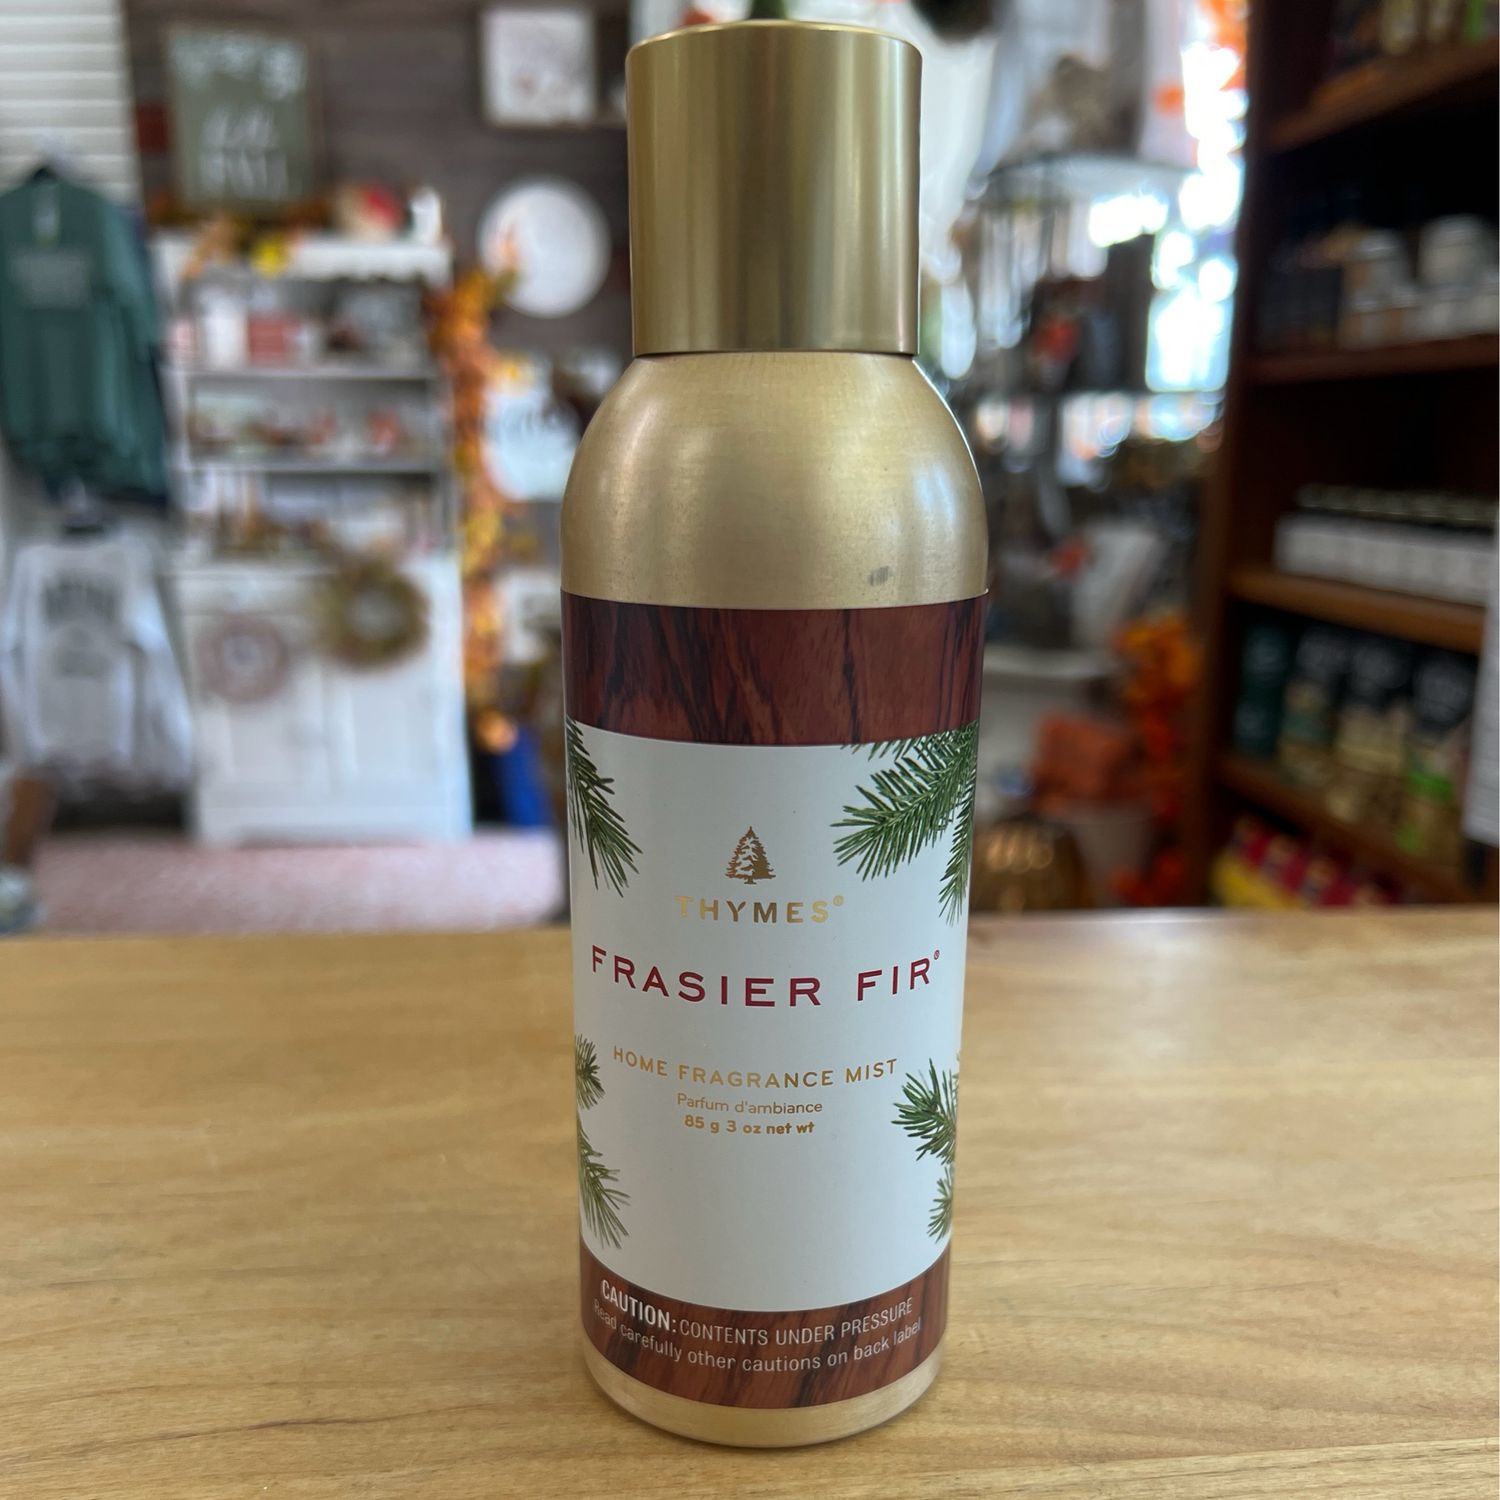 THYMES®
FRASIER FIR®
HOME FRAGRANCE MIST
Parfum d'ambiance
85 g 3 oz net wt
CAUTION: CONTENTS UNDER PRESSURE
Read carefully other cautions on back label